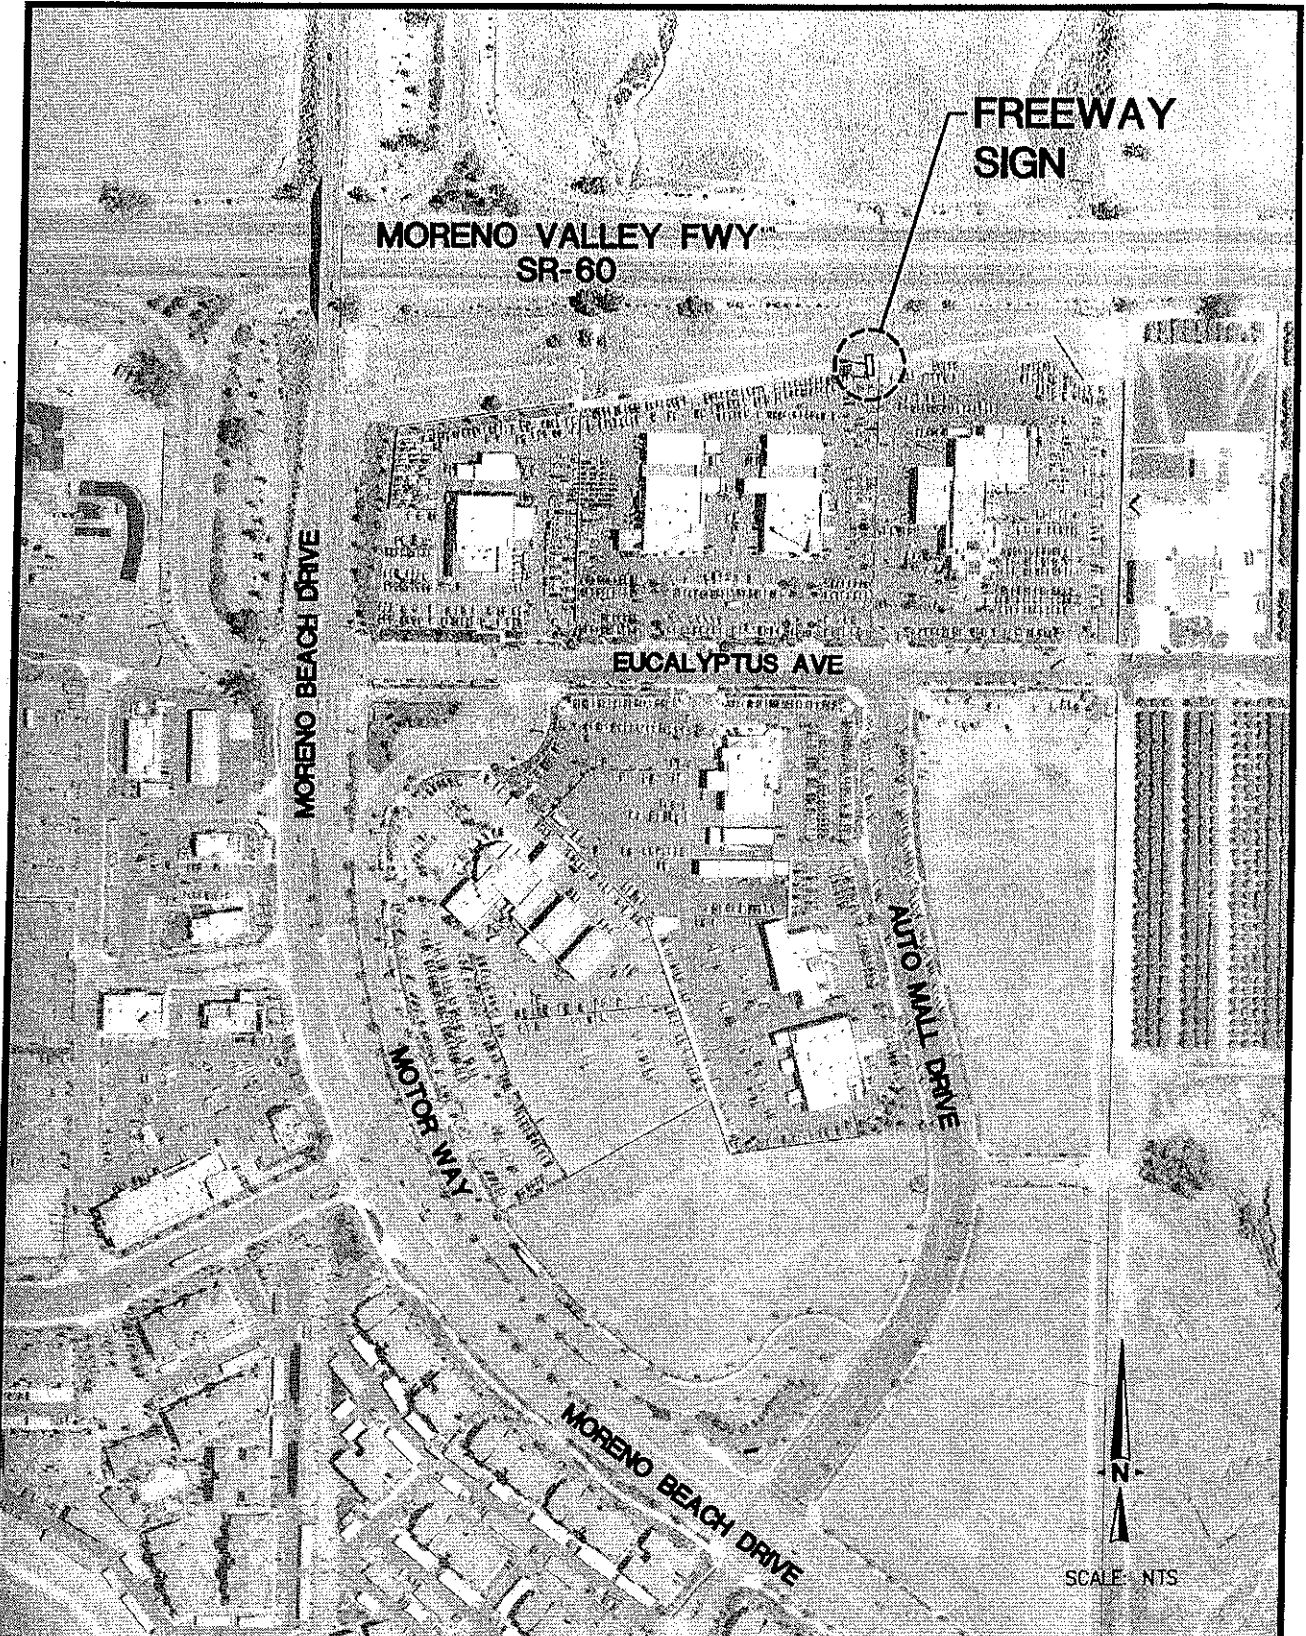 FREEWAY
SIGN
MORENO VALLEY FWY
SR-60
MORENO BEACH DRIVE
EUCALYPTUS AVE
AUTO MALL DRIVE
MOTOR WAY
MORENO BEACH DRIVE
N
SCALE: NTS